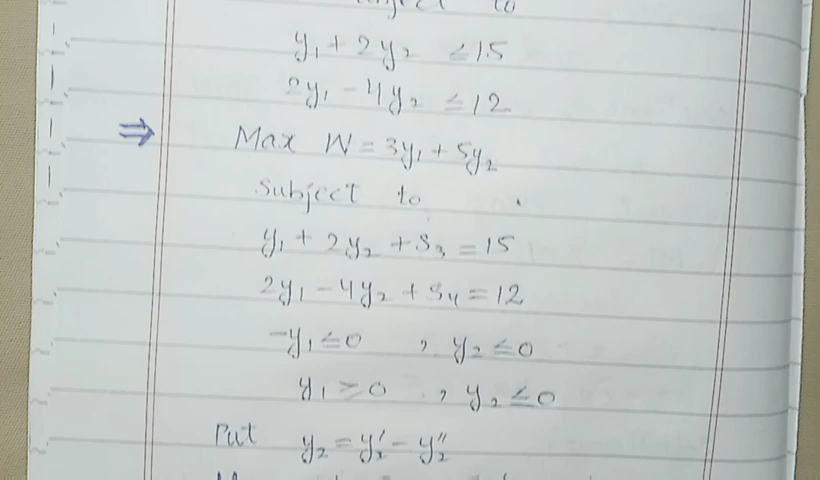 to
y₁ + 2y₂ ≤ 15
2y₁ - 4y₂ ≤ 12
⇒ Max W = 3y₁ + 5y₂
Subject to
y₁ + 2y₂ + S₃ = 15
2y₁ - 4y₂ + S₄ = 12
-y₁ ≤ 0 , y₂ ≤ 0
y₁ > 0 , y₂ ≤ 0
Put y₂ = y₂' - y₂''